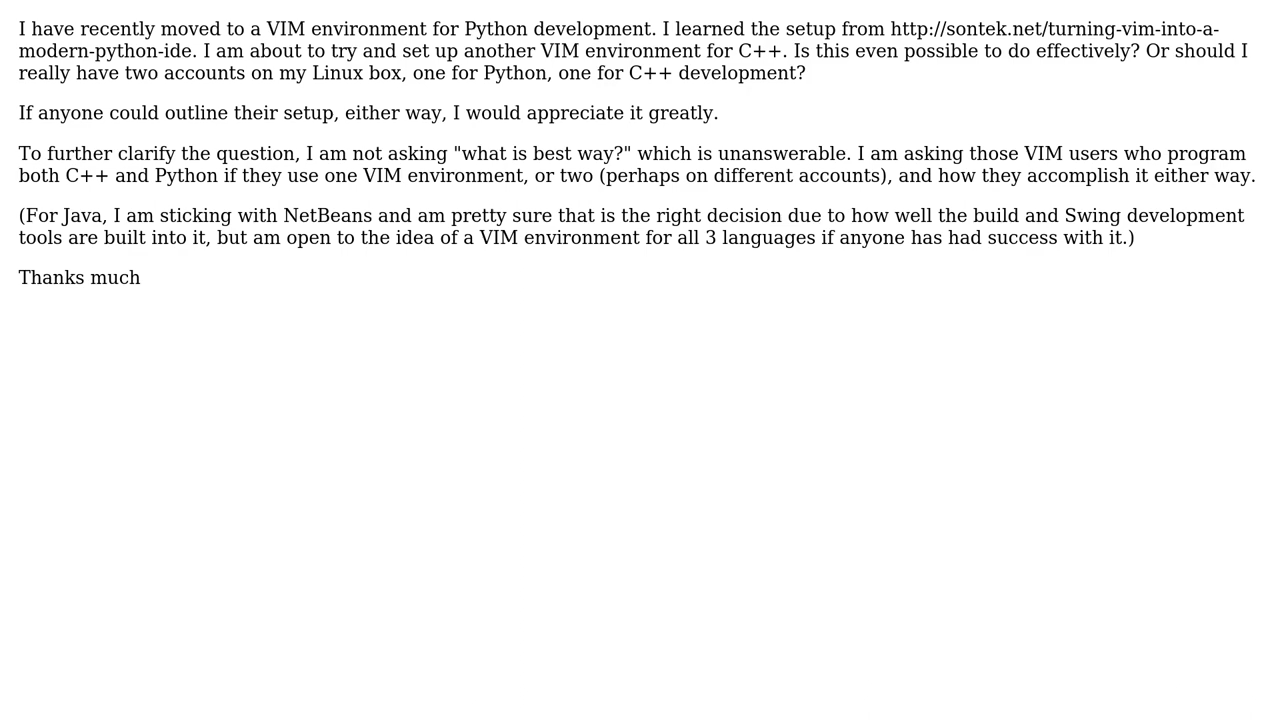 I have recently moved to a VIM environment for Python development. I learned the setup from http://sontek.net/turning-vim-into-a-
modern-python-ide. I am about to try and set up another VIM environment for C++. Is this even possible to do effectively? Or should I
really have two accounts on my Linux box, one for Python, one for C++ development?
If anyone could outline their setup, either way, I would appreciate it greatly.
To further clarify the question, I am not asking "what is best way?" which is unanswerable. I am asking those VIM users who program
both C++ and Python if they use one VIM environment, or two (perhaps on different accounts), and how they accomplish it either way.
(For Java, I am sticking with NetBeans and am pretty sure that is the right decision due to how well the build and Swing development
tools are built into it, but am open to the idea of a VIM environment for all 3 languages if anyone has had success with it.)
Thanks much